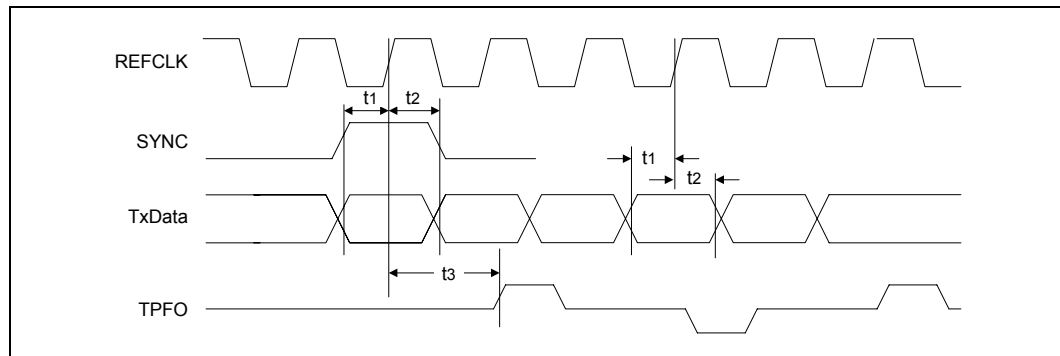 REFCLK
t1 t2
SYNC
t1
t2
TxData
t3
TPFO